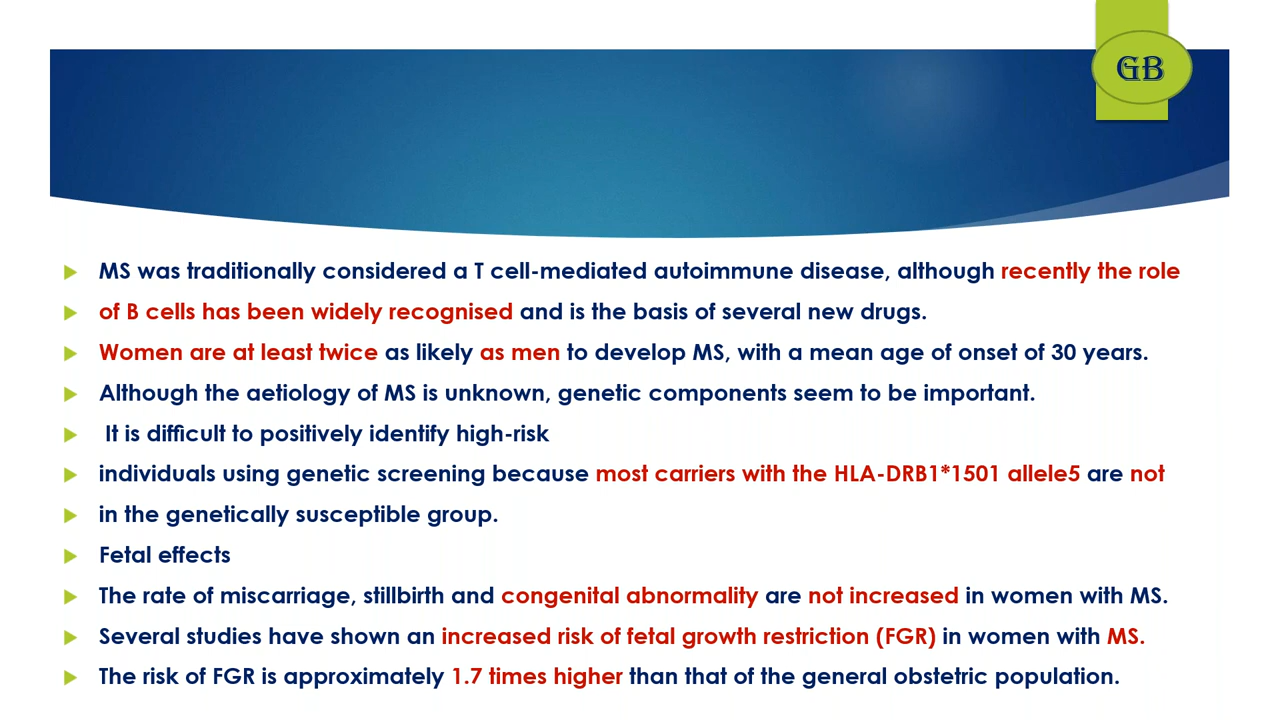 GB
MS was traditionally considered a T cell-mediated autoimmune disease, although recently the role
of B cells has been widely recognised and is the basis of several new drugs.
Women are at least twice as likely as men to develop MS, with a mean age of onset of 30 years.
Although the aetiology of MS is unknown, genetic components seem to be important.
It is difficult to positively identify high-risk
individuals using genetic screening because most carriers with the HLA-DRB1*1501 allele5 are not
in the genetically susceptible group.
Fetal effects
The rate of miscarriage, stillbirth and congenital abnormality are not increased in women with MS.
Several studies have shown an increased risk of fetal growth restriction (FGR) in women with MS.
The risk of FGR is approximately 1.7 times higher than that of the general obstetric population.